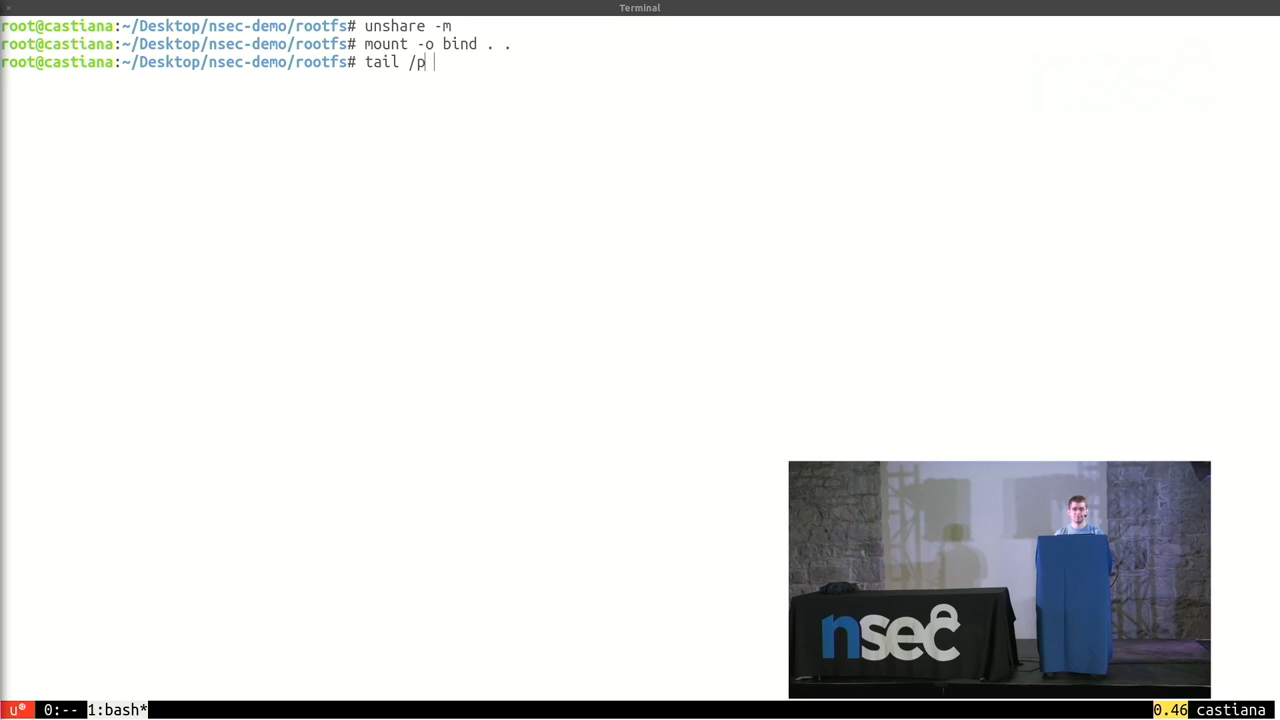 Terminal
root@castiana:~/Desktop/nsec-demo/rootfs# unshare -m
root@castiana:~/Desktop/nsec-demo/rootfs# mount -o bind . .
root@castiana:~/Desktop/nsec-demo/rootfs# tail /p
nsec
u 0:-- 1:bash* 0.46 castiana